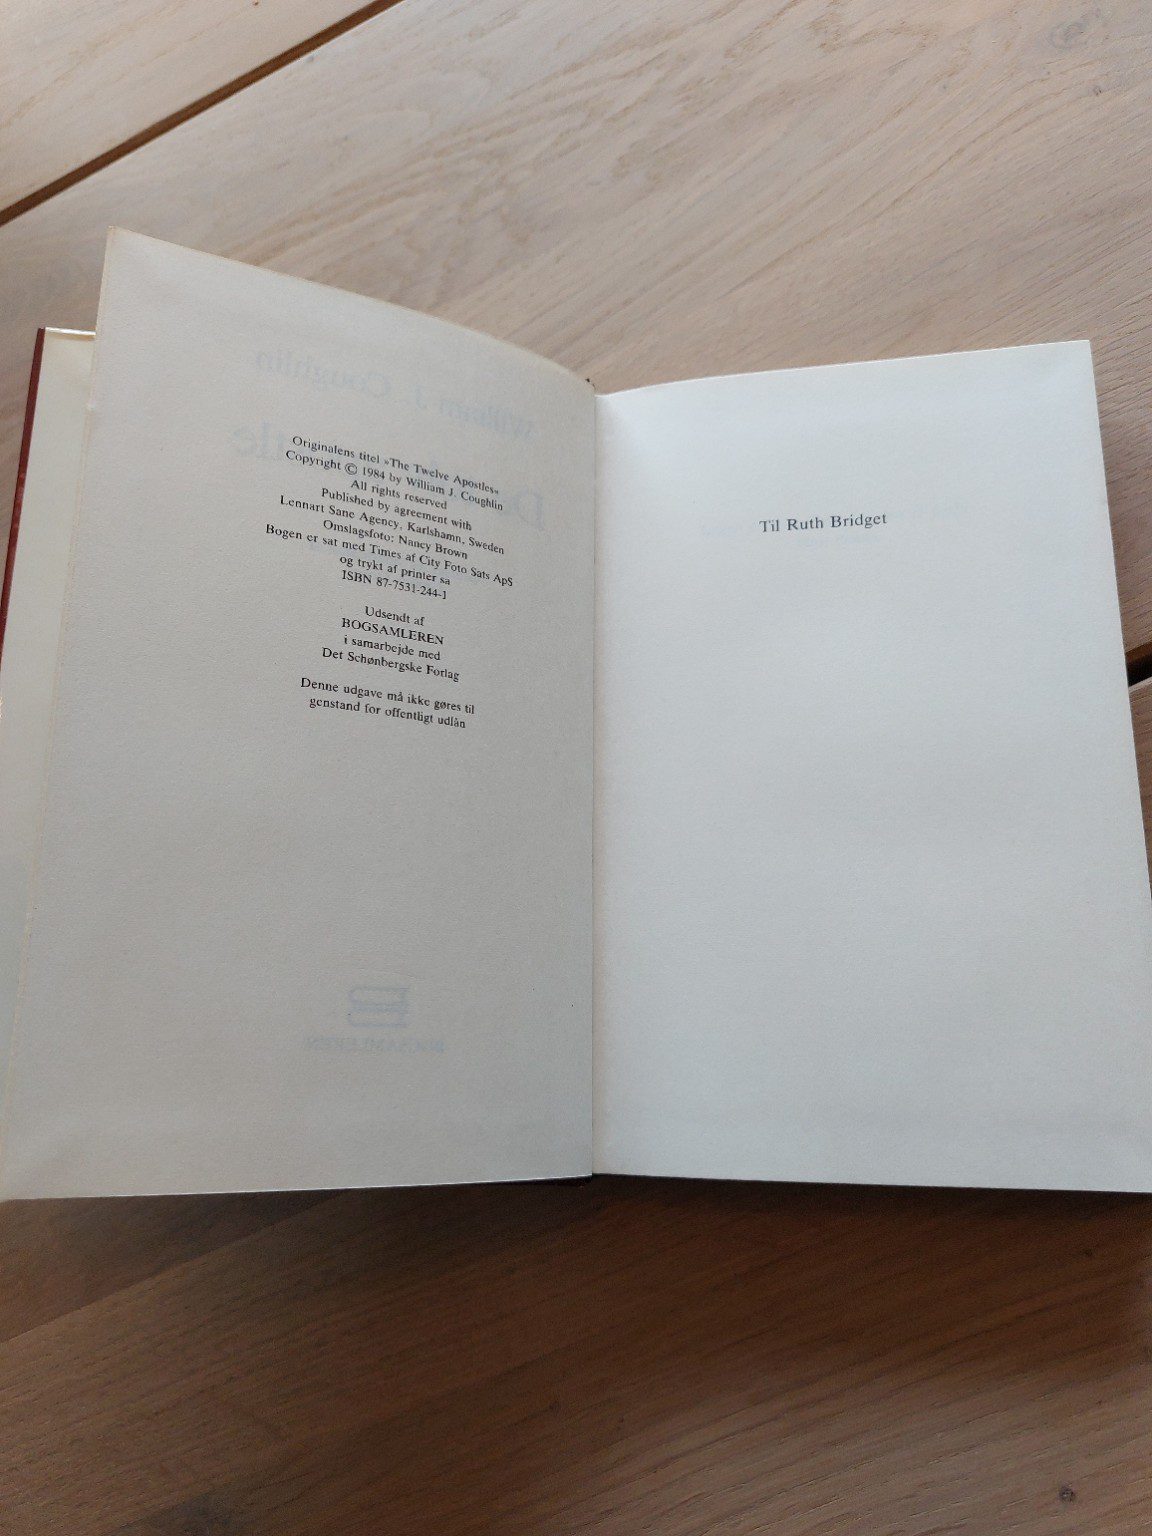 Originalens titel »The Twelve Apostles«
Copyright © 1984 by William J. Coughlin
All rights reserved
Published by agreement with
Lennart Sane Agency, Karlshamn, Sweden
Omslagsfoto: Nancy Brown
Bogen er sat med Times af City Foto Sats ApS
og trykt af printer sa
ISBN 87-7531-244-1
Udsendt af
BOGSAMLEREN
i samarbejde med
Det Schønbergske Forlag
Denne udgave må ikke gøres til
genstand for offentligt udlån
Til Ruth Bridget